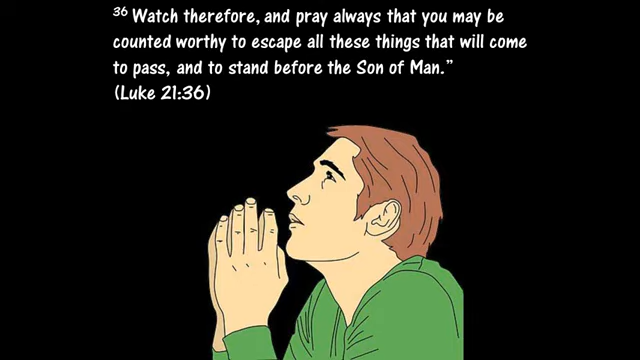 36 Watch therefore, and pray always that you may be
counted worthy to escape all these things that will come
to pass, and to stand before the Son of Man.”
(Luke 21:36)